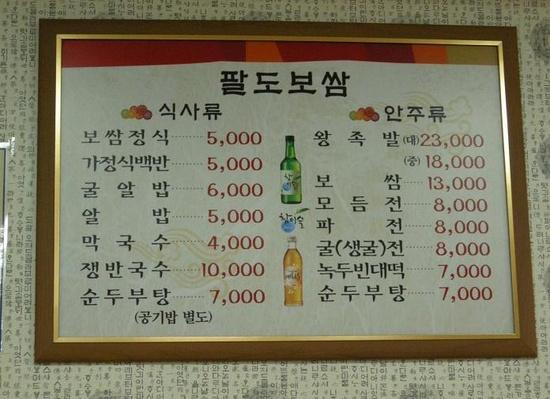 팔도보쌈
식사류
보쌈정식 5,000
가정식백반 5,000
굴알밥 6,000
알밥 5,000
막국수 4,000
쟁반국수 10,000
순두부탕 7,000
(공기밥 별도)
참이슬
안주류
왕족발 (대) 23,000
(중) 18,000
보쌈 13,000
모듬전 8,000
파전 8,000
굴(생굴)전 8,000
녹두빈대떡 7,000
순두부탕 7,000